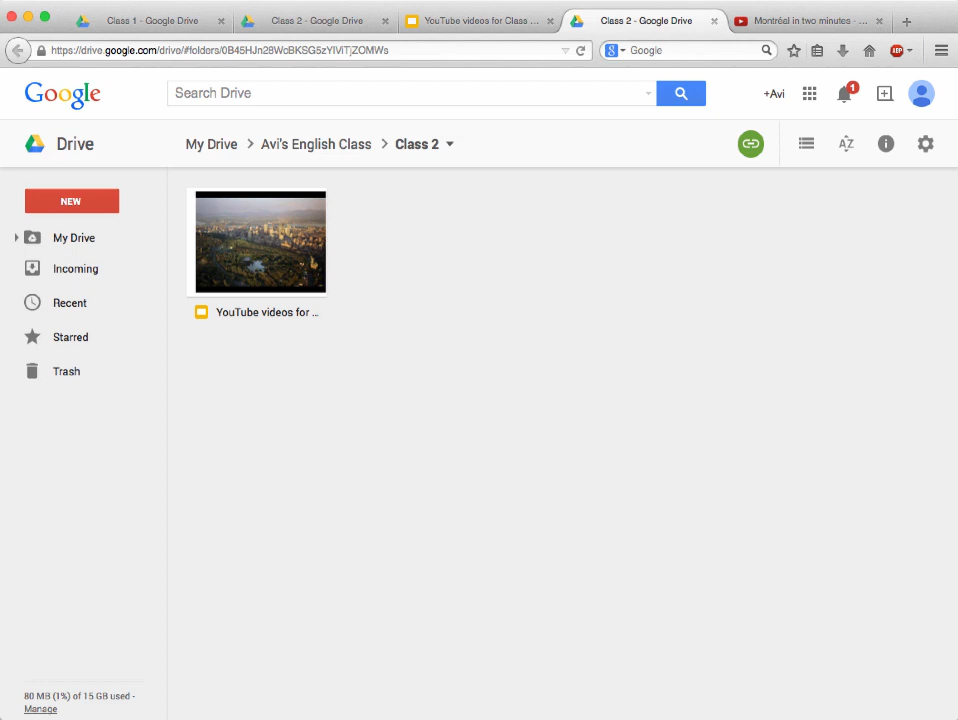 Class 1 - Google Drive
Class 2 - Google Drive
YouTube videos for Class ...
Class 2 - Google Drive
Montréal in two minutes - ...
https://drive.google.com/drive/#folders/0B45HJn28WcBKSG5zYlVlTjZOMWs
Google
ABP
Google
Search Drive
+Avi
1
Drive
My Drive > Avi's English Class > Class 2
AZ
NEW
My Drive
Incoming
Recent
Starred
Trash
YouTube videos for ...
80 MB (1%) of 15 GB used -
Manage